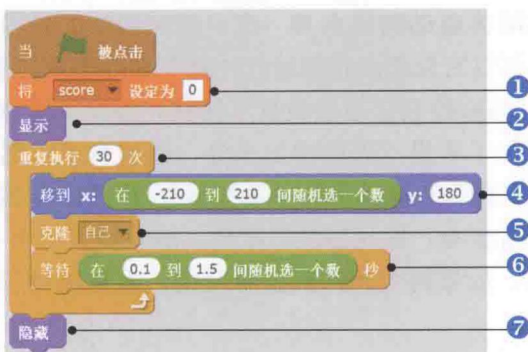 当 被点击
将 score 设定为 0 1
显示 2
重复执行 30 次 3
移到 x: 在 -210 到 210 间随机选一个数 y: 180 4
克隆 自己 5
等待 在 0.1 到 1.5 间随机选一个数 秒 6
隐藏 7